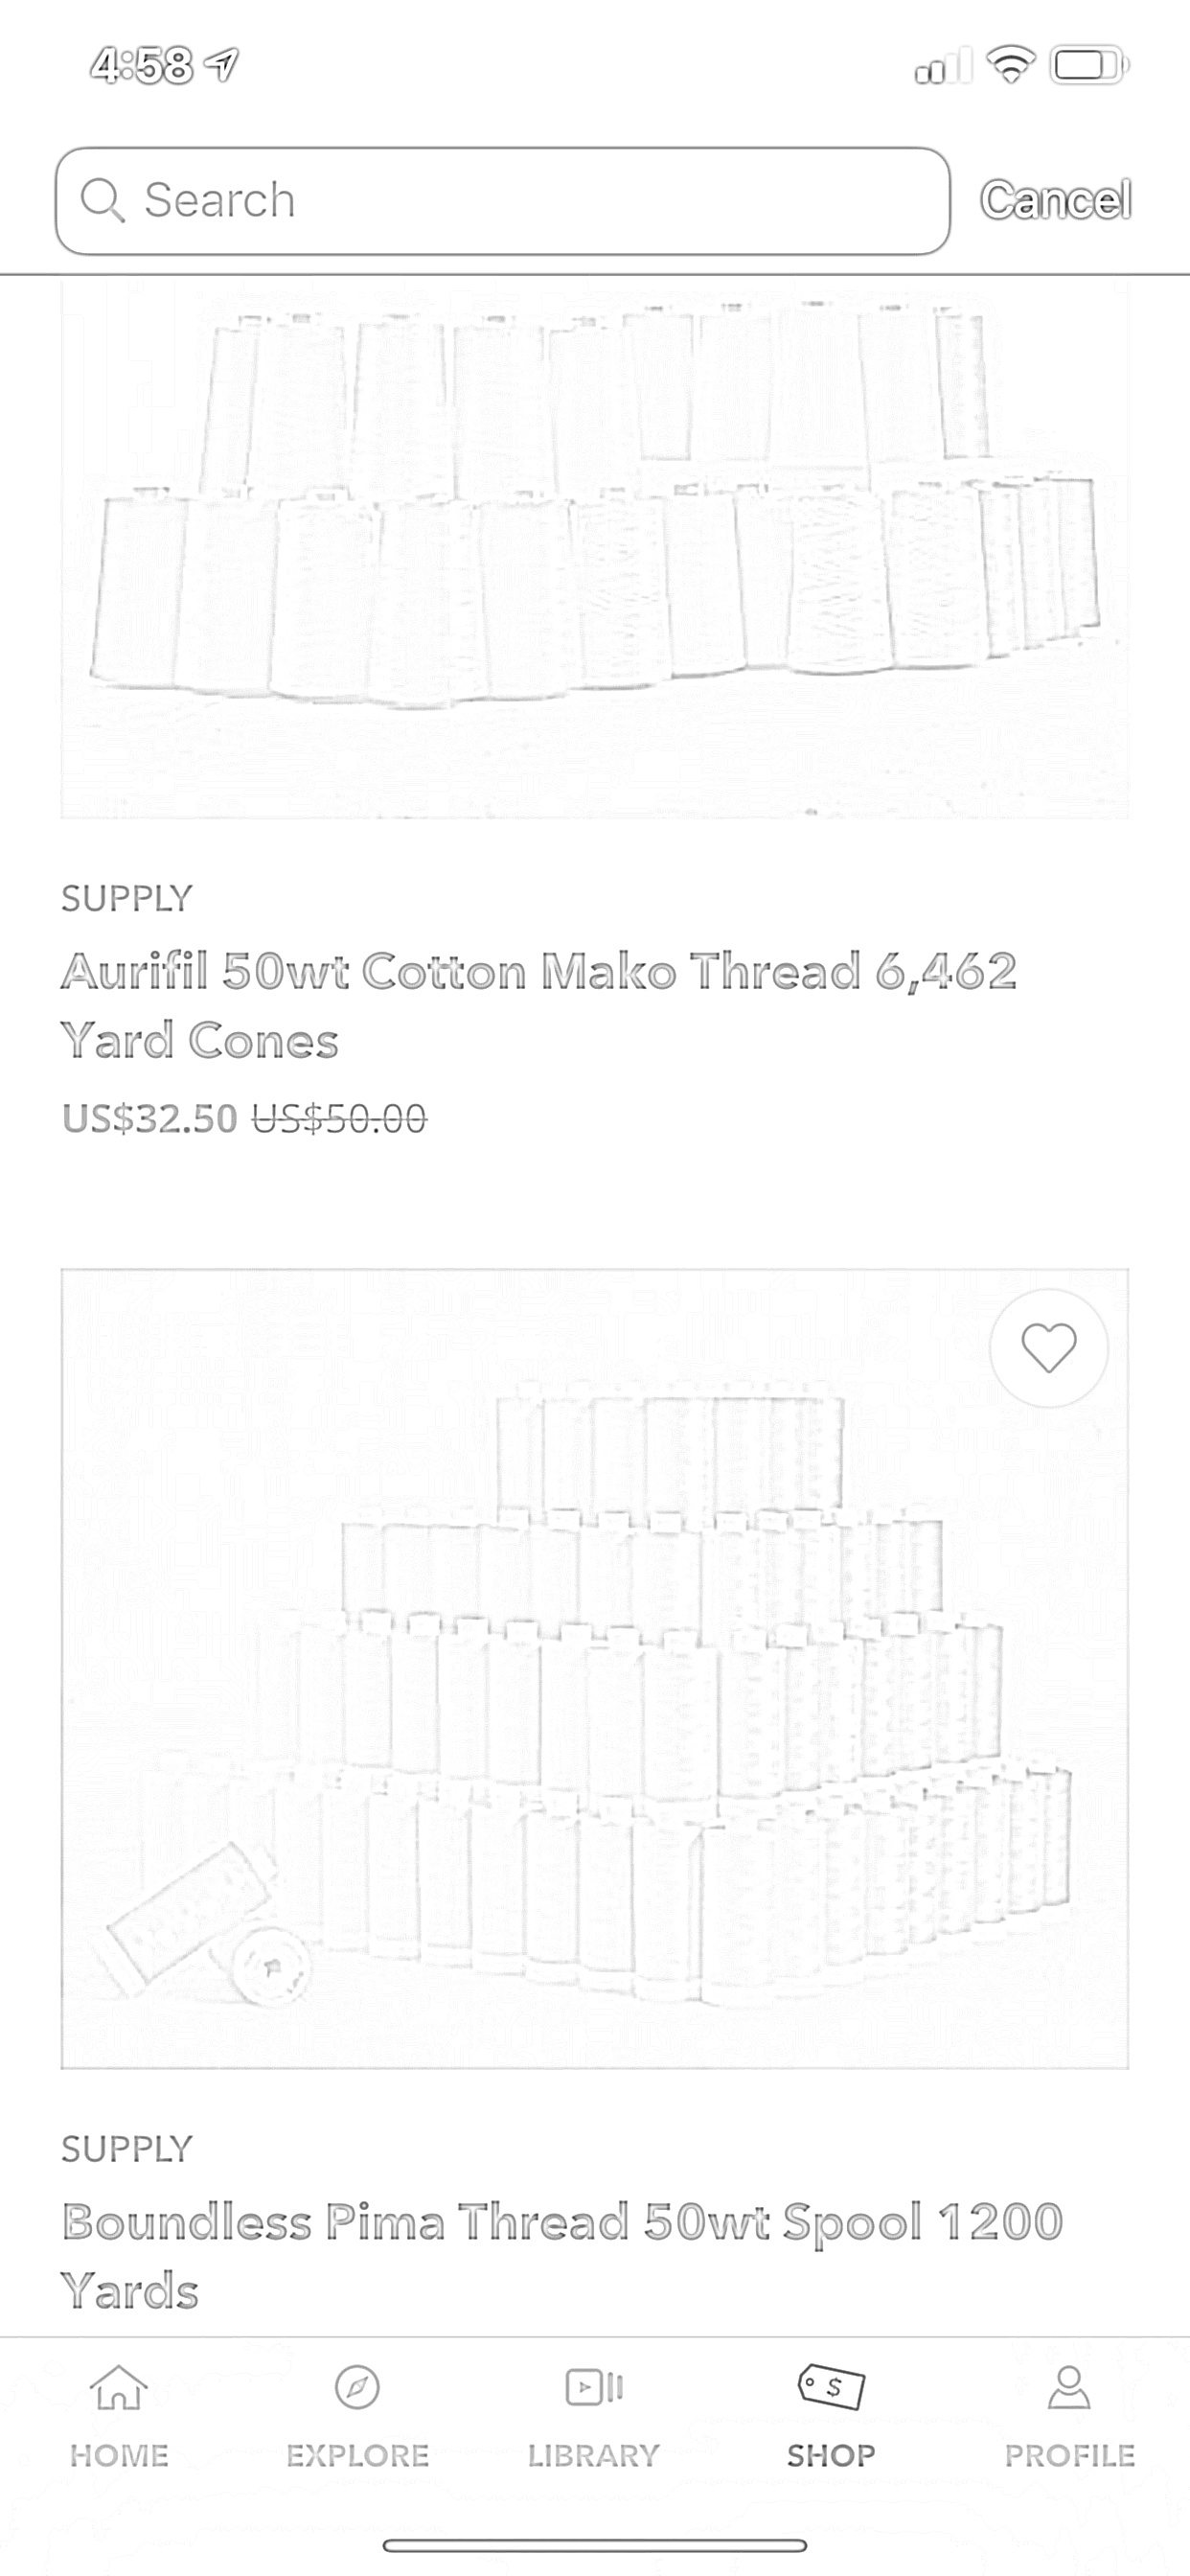 4:58
Search
Cancel
SUPPLY
Aurifil 50wt Cotton Mako Thread 6,462
Yard Cones
US$32.50 US$50.00
SUPPLY
Boundless Pima Thread 50wt Spool 1200
Yards
HOME
EXPLORE
LIBRARY
SHOP
PROFILE